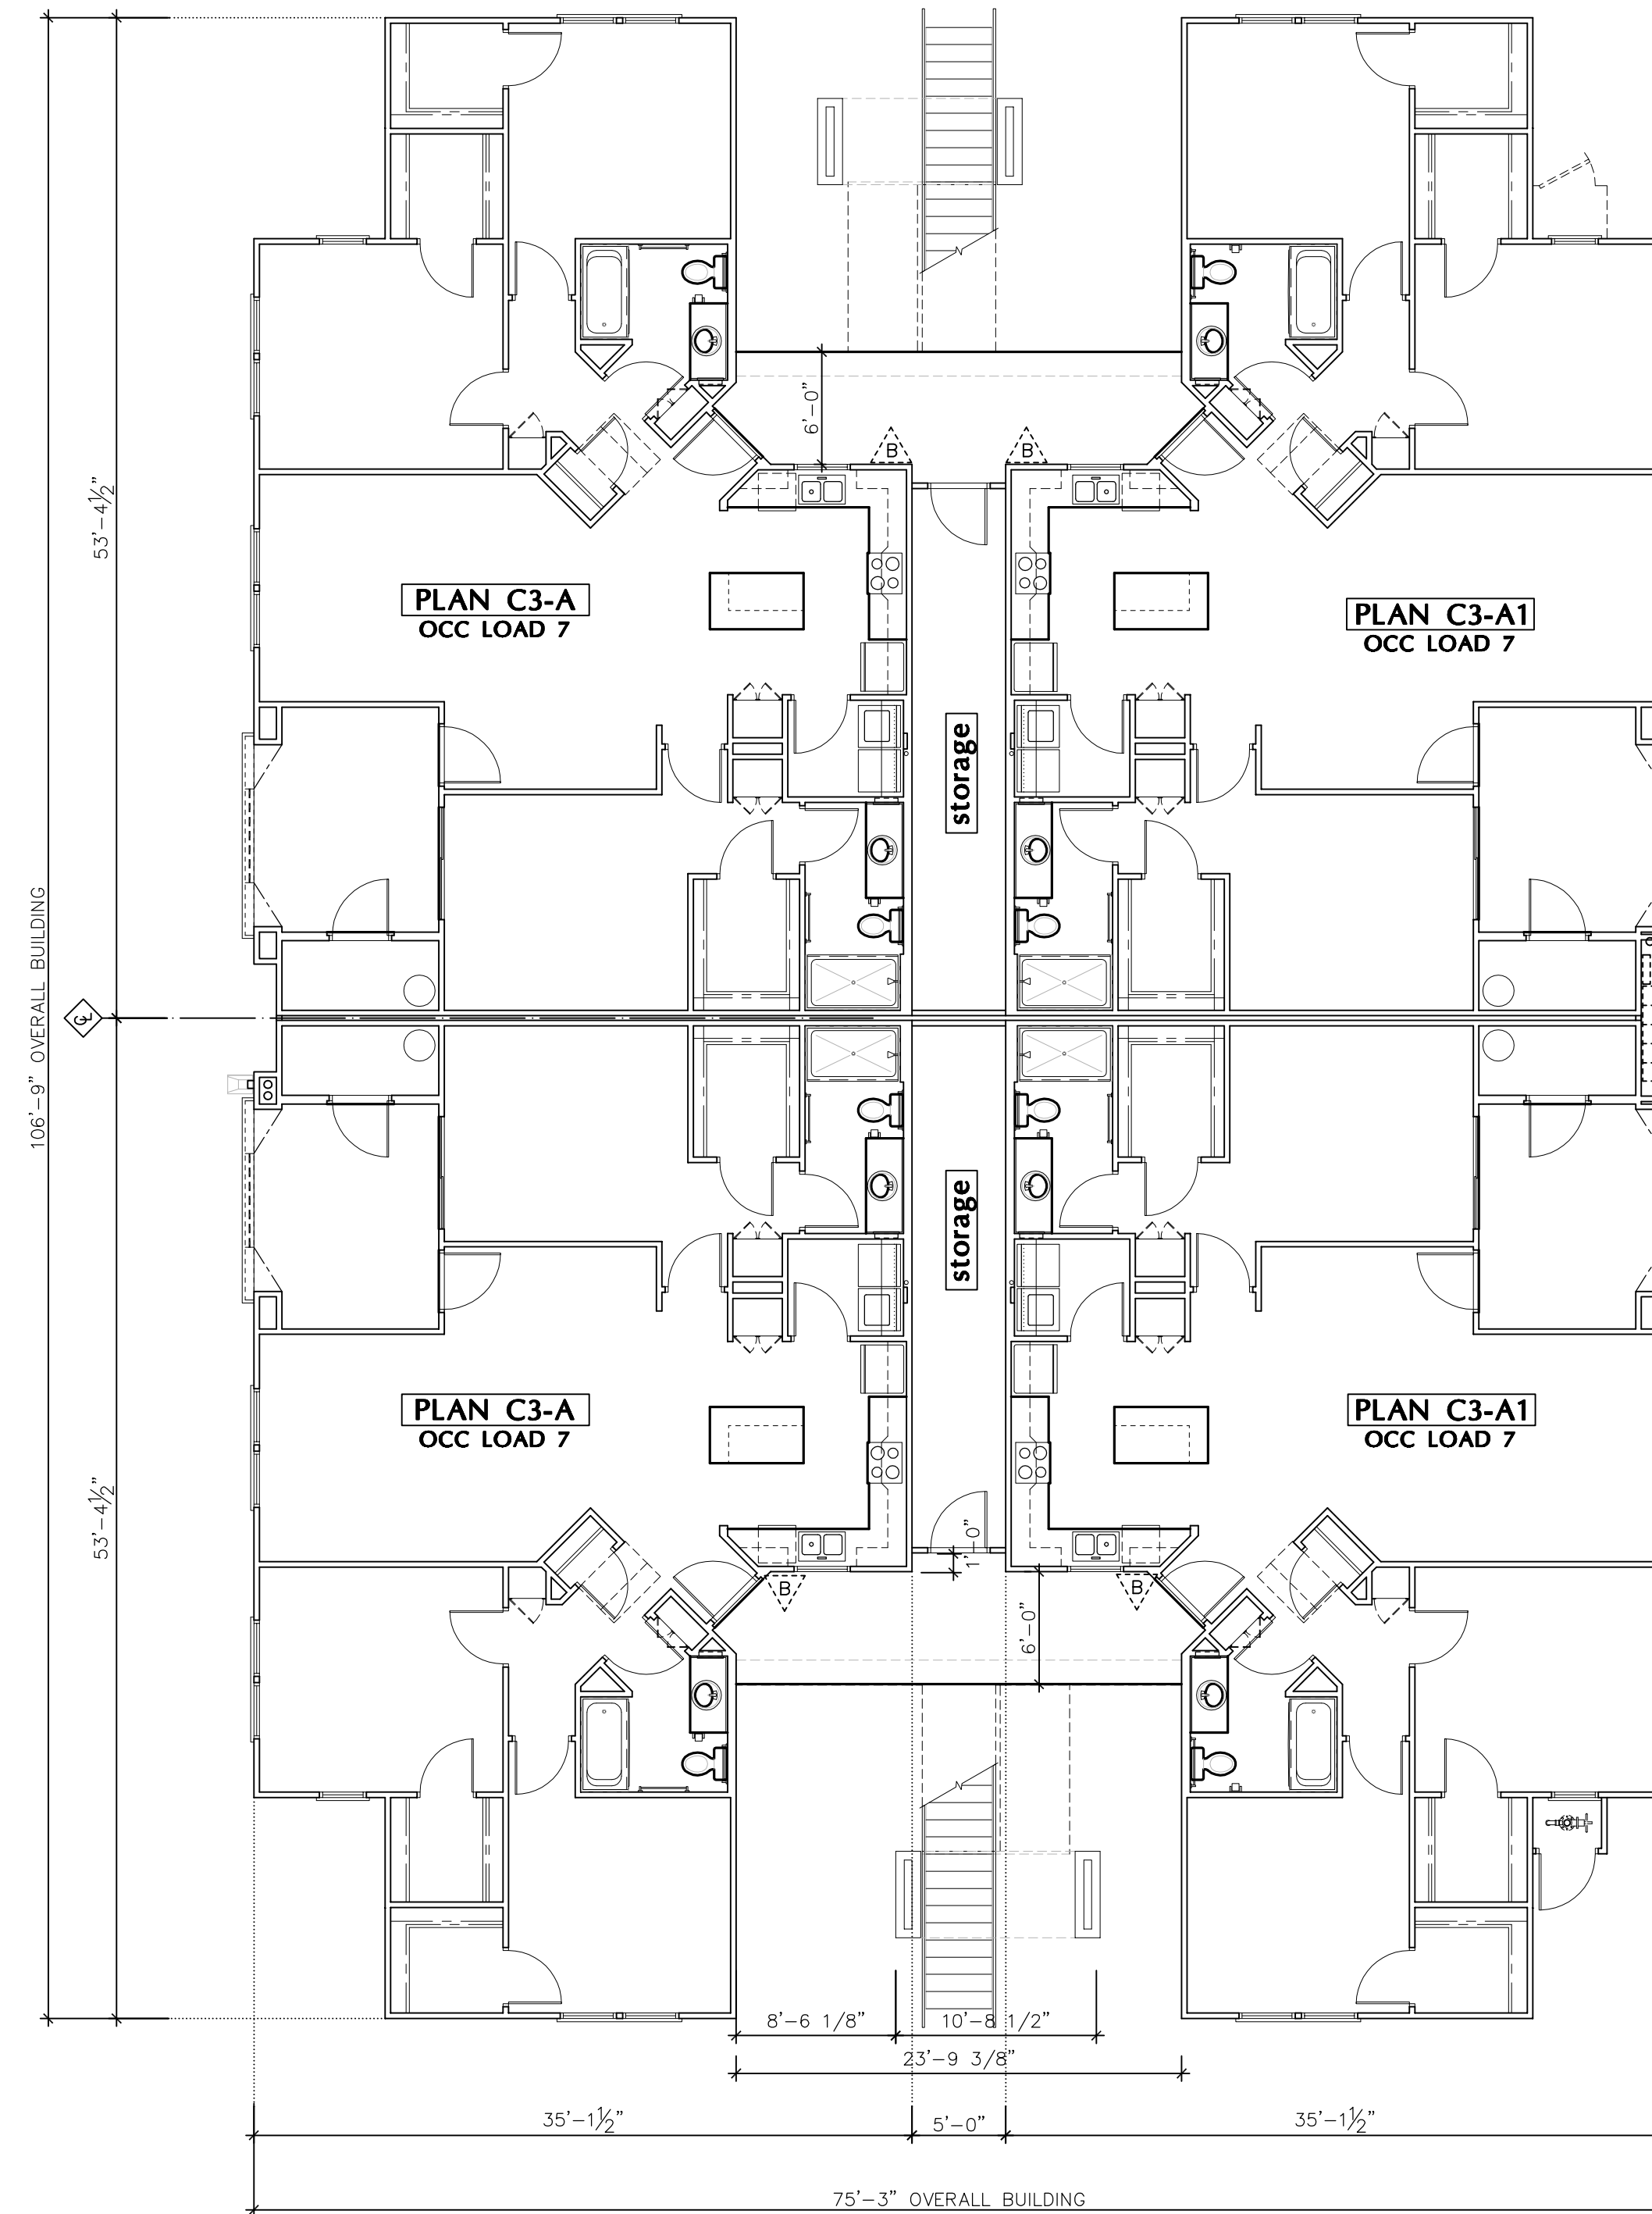 6'-0"
B
B
53'-4½"
PLAN C3-A
OCC LOAD 7
PLAN C3-A1
OCC LOAD 7
storage
106'-9" OVERALL BUILDING
CL
storage
PLAN C3-A
OCC LOAD 7
PLAN C3-A1
OCC LOAD 7
53'-4½"
1'-0"
B
B
6'-0"
8'-6 1/8"
10'-8 1/2"
23'-9 3/8"
35'-1½"
5'-0"
35'-1½"
75'-3" OVERALL BUILDING